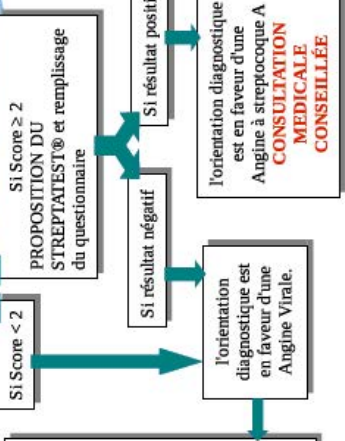 Si Score ≥ 2
PROPOSITION DU
STREPTATEST® et remplissage
du questionnaire
Si résultat positi
l'orientation diagnostique
est en faveur d'une
Angine à streptocoque A
CONSULTATION
MEDICALE
CONSEILLÉE
Si résultat négatif
Si Score < 2
l'orientation
diagnostique est
en faveur d'une
Angine Virale.